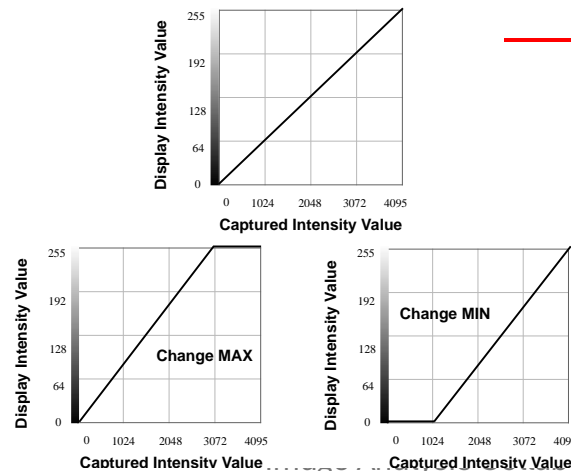 255
192
128
64
0
Display Intensity Value
0 1024 2048 3072 4095
Captured Intensity Value
255
192
128
64
0
Display Intensity Value
Change MAX
0 1024 2048 3072 4095
Captured Intensity Value
255
192
128
64
0
Display Intensity Value
Change MIN
0 1024 2048 3072 4095
Captured Intensity Value